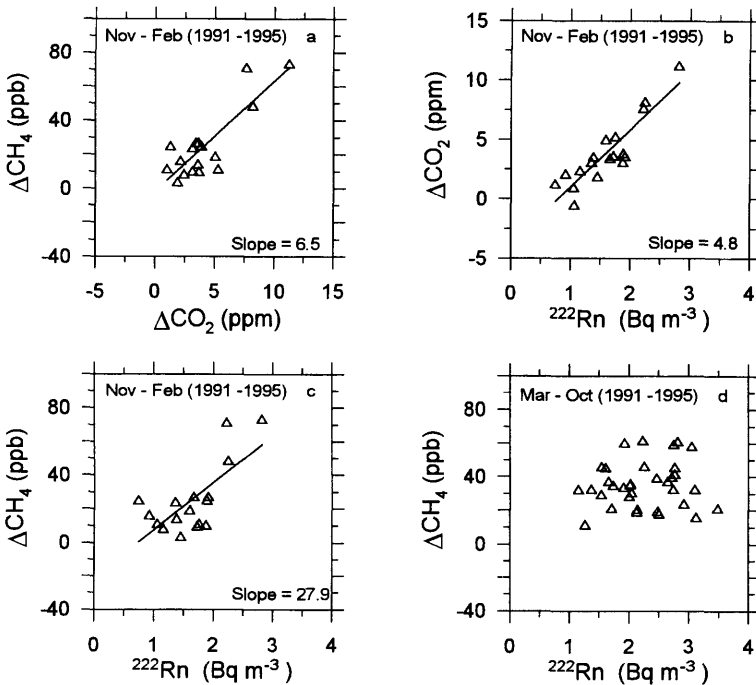 Nov - Feb (1991 -1995) a
80
40
0
-40
ΔCH4 (ppb)
Slope = 6.5
-5 0 5 10 15
ΔCO2 (ppm)
Nov - Feb (1991 -1995) b
15
10
5
0
-5
ΔCO2 (ppm)
Slope = 4.8
0 1 2 3 4
222Rn (Bq m-3)
Nov - Feb (1991 -1995) c
80
40
0
-40
ΔCH4 (ppb)
Slope = 27.9
0 1 2 3 4
222Rn (Bq m-3)
Mar - Oct (1991 -1995) d
80
40
0
-40
ΔCH4 (ppb)
0 1 2 3 4
222Rn (Bq m-3)